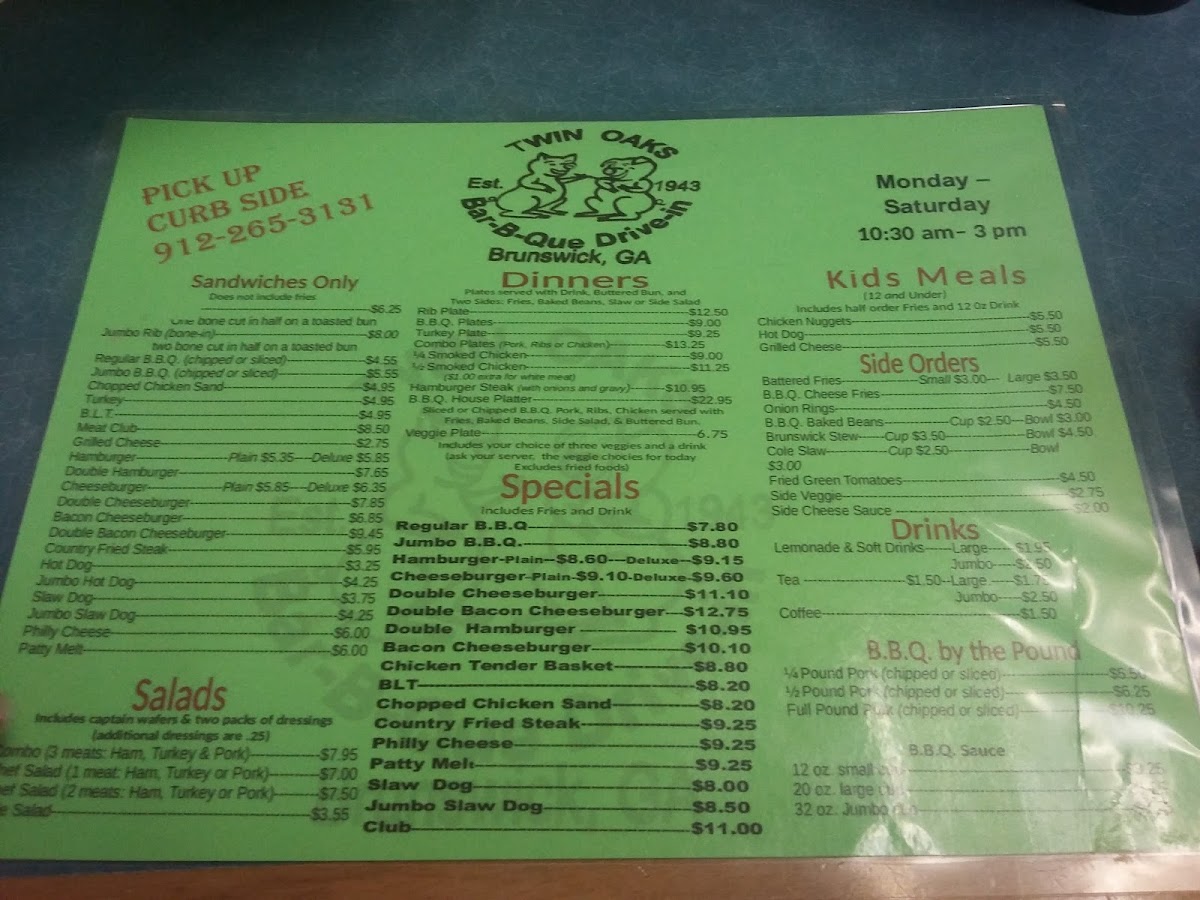 PICK UP
CURB SIDE
912-265-3131
TWIN OAKS
Est. 1943
Bar-B-Que Drive-In
Brunswick, GA
Monday –
Saturday
10:30 am– 3 pm
Sandwiches Only
Does not include fries
$6.25
One bone cut in half on a toasted bun
Jumbo Rib (bone-in) $8.00
two bone cut in half on a toasted bun
Regular B.B.Q. (chipped or sliced) $4.55
Jumbo B.B.Q. (chipped or sliced) $5.55
Chopped Chicken Sand $4.95
Turkey $4.95
B.L.T. $4.95
Meat Club $8.50
Grilled Cheese $2.75
Hamburger Plain $5.35 Deluxe $5.85
Double Hamburger $7.65
Cheeseburger Plain $5.85 Deluxe $6.35
Double Cheeseburger $7.85
Bacon Cheeseburger $6.85
Double Bacon Cheeseburger $9.45
Country Fried Steak $5.95
Hot Dog $3.25
Jumbo Hot Dog $4.25
Slaw Dog $3.75
Jumbo Slaw Dog $4.25
Philly Cheese $6.00
Patty Melt $6.00
Salads
Includes captain wafers & two packs of dressings
(additional dressings are .25)
Combo (3 meats: Ham, Turkey & Pork) $7.95
hef Salad (1 meat: Ham, Turkey or Pork) $7.00
ef Salad (2 meats: Ham, Turkey or Pork) $7.50
e Salad $3.55
Dinners
Plates served with Drink, Buttered Bun, and
Two Sides: Fries, Baked Beans, Slaw or Side Salad
Rib Plate $12.50
B.B.Q. Plates $9.00
Turkey Plate $9.25
Combo Plates (Pork, Ribs or Chicken) $13.25
¼ Smoked Chicken $9.00
½ Smoked Chicken $11.25
($1.00 extra for white meat)
Hamburger Steak (with onions and gravy) $10.95
B.B.Q. House Platter $22.95
Sliced or Chipped B.B.Q. Pork, Ribs, Chicken served with
Fries, Baked Beans, Side Salad, & Buttered Bun.
Veggie Plate 6.75
Includes your choice of three veggies and a drink
(ask your server, the veggie chocies for today
Excludes fried foods)
Specials
Includes Fries and Drink
Regular B.B.Q $7.80
Jumbo B.B.Q. $8.80
Hamburger-Plain $8.60 Deluxe $9.15
Cheeseburger-Plain-$9.10-Deluxe-$9.60
Double Cheeseburger $11.10
Double Bacon Cheeseburger $12.75
Double Hamburger $10.95
Bacon Cheeseburger $10.10
Chicken Tender Basket $8.80
BLT $8.20
Chopped Chicken Sand $8.20
Country Fried Steak $9.25
Philly Cheese $9.25
Patty Melt $9.25
Slaw Dog $8.00
Jumbo Slaw Dog $8.50
Club $11.00
Kids Meals
(12 and Under)
Includes half order Fries and 12 Oz Drink
Chicken Nuggets $5.50
Hot Dog $5.50
Grilled Cheese $5.50
Side Orders
Battered Fries Small $3.00 Large $3.50
B.B.Q. Cheese Fries $7.50
Onion Rings $4.50
B.B.Q. Baked Beans Cup $2.50 Bowl $3.00
Brunswick Stew Cup $3.50 Bowl $4.50
Cole Slaw Cup $2.50 Bowl
$3.00
Fried Green Tomatoes $4.50
Side Veggie $2.75
Side Cheese Sauce $2.00
Drinks
Lemonade & Soft Drinks Large $1.95
Jumbo $2.50
Tea $1.50 Large $1.75
Jumbo $2.50
Coffee $1.50
B.B.Q. by the Pound
¼ Pound Pork (chipped or sliced) $5.50
½ Pound Pork (chipped or sliced) $6.25
Full Pound Pork (chipped or sliced) $10.25
B.B.Q. Sauce
12 oz. small
20 oz. large
32 oz. Jumbo